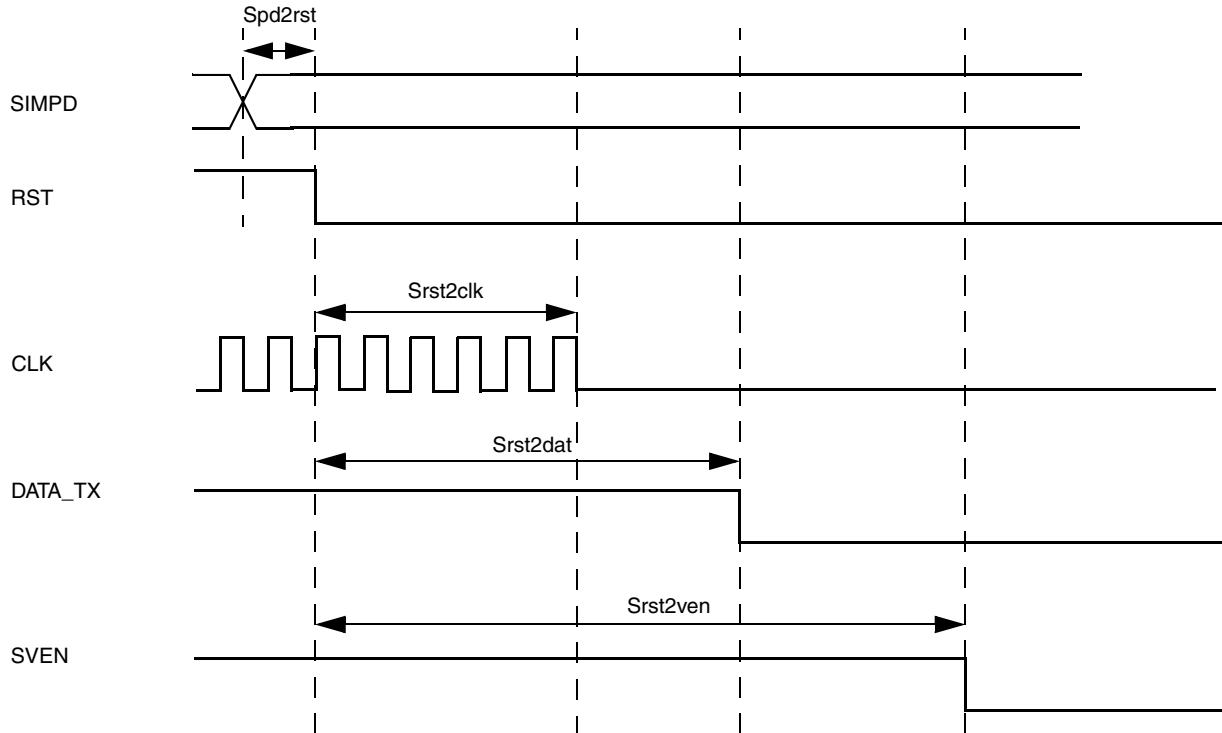 Spd2rst
SIMPD
RST
Srst2clk
CLK
Srst2dat
DATA_TX
Srst2ven
SVEN